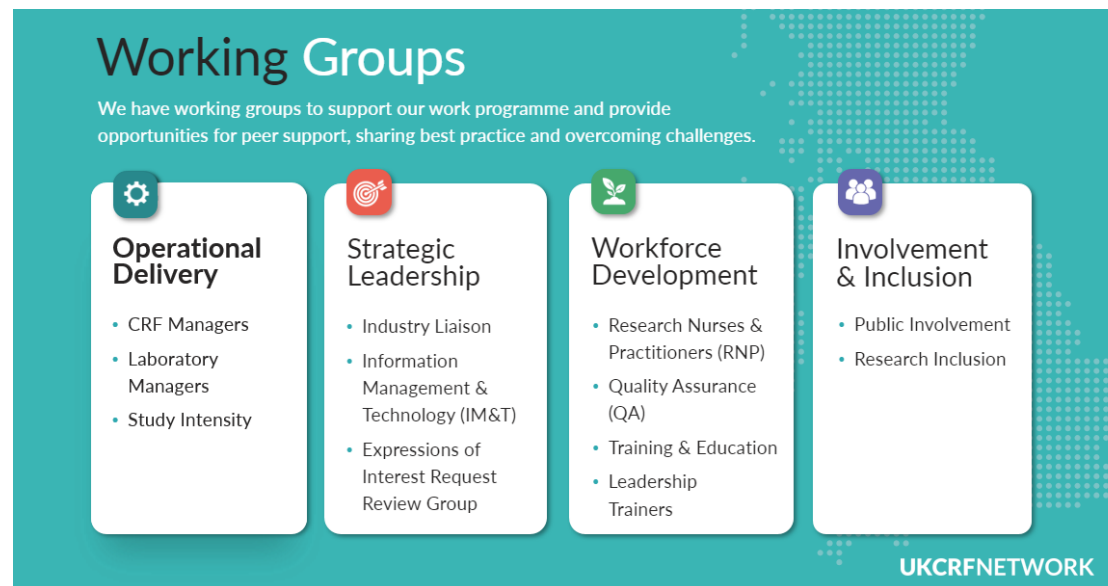 Working Groups
We have working groups to support our work programme and provide
opportunities for peer support, sharing best practice and overcoming challenges.
Operational
Delivery
• CRF Managers
• Laboratory
Managers
• Study Intensity
Strategic
Leadership
• Industry Liaison
• Information
Management &
Technology (IM&T)
• Expressions of
Interest Request
Review Group
Workforce
Development
• Research Nurses &
Practitioners (RNP)
• Quality Assurance
(QA)
• Training & Education
• Leadership
Trainers
Involvement
& Inclusion
• Public Involvement
• Research Inclusion
UKCRFNETWORK